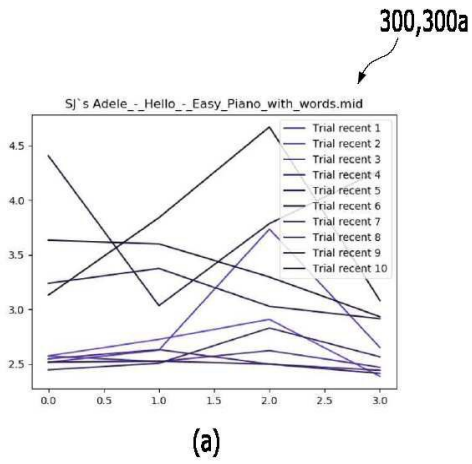 300,300a
SJ`s Adele_-_Hello_-_Easy_Piano_with_words.mid
Trial recent 1
Trial recent 2
Trial recent 3
Trial recent 4
Trial recent 5
Trial recent 6
Trial recent 7
Trial recent 8
Trial recent 9
Trial recent 10
4.5
4.0
3.5
3.0
2.5
0.0 0.5 1.0 1.5 2.0 2.5 3.0
(a)